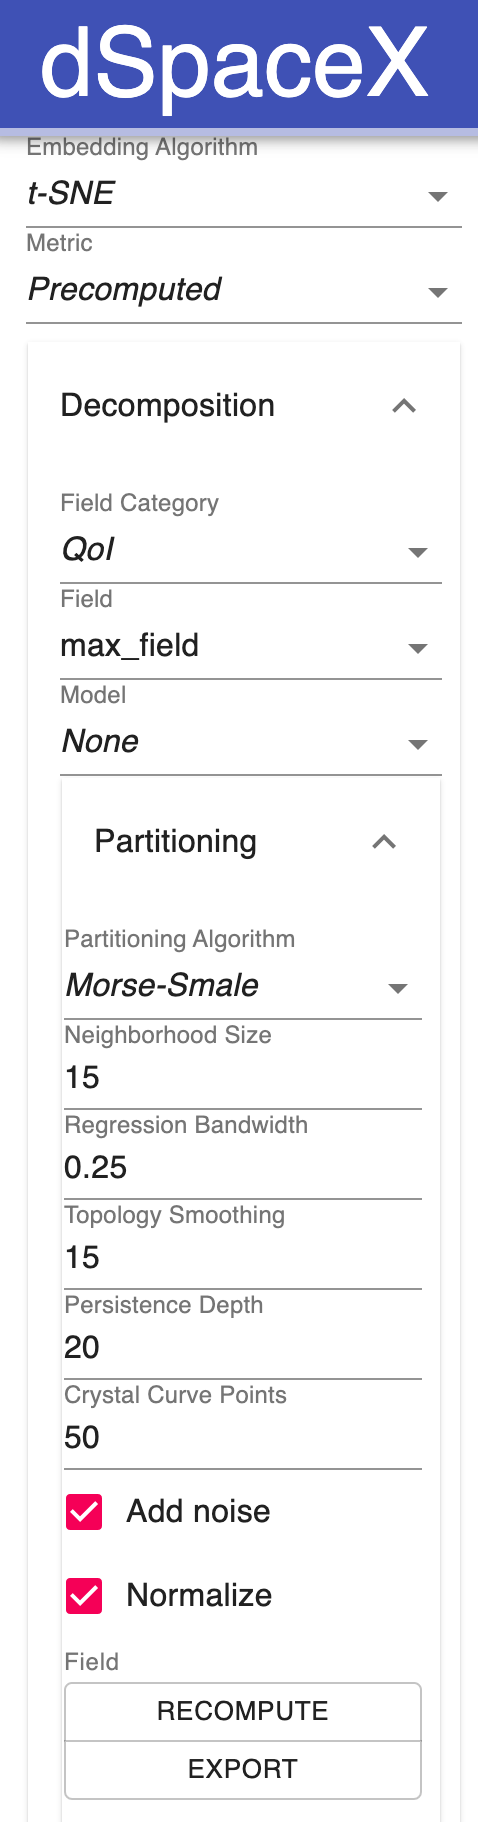 dSpaceX
Embedding Algorithm
t-SNE
Metric
Precomputed
Decomposition
Field Category
QoI
Field
max_field
Model
None
Partitioning
Partitioning Algorithm
Morse-Smale
Neighborhood Size
15
Regression Bandwidth
0.25
Topology Smoothing
15
Persistence Depth
20
Crystal Curve Points
50
Add noise
Normalize
Field
RECOMPUTE
EXPORT